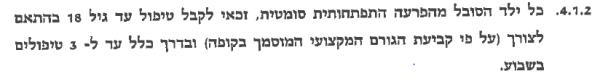 4.1.2. כל ילד הסובל מהפרעה התפתחותית סומטית, זכאי לקבל טיפול עד גיל 18 בהתאם
לצורך (על פי קביעת הגורם המקצועי המוסמך בקופה) ובדרך כלל עד ל- 3 טיפולים
בשבוע.